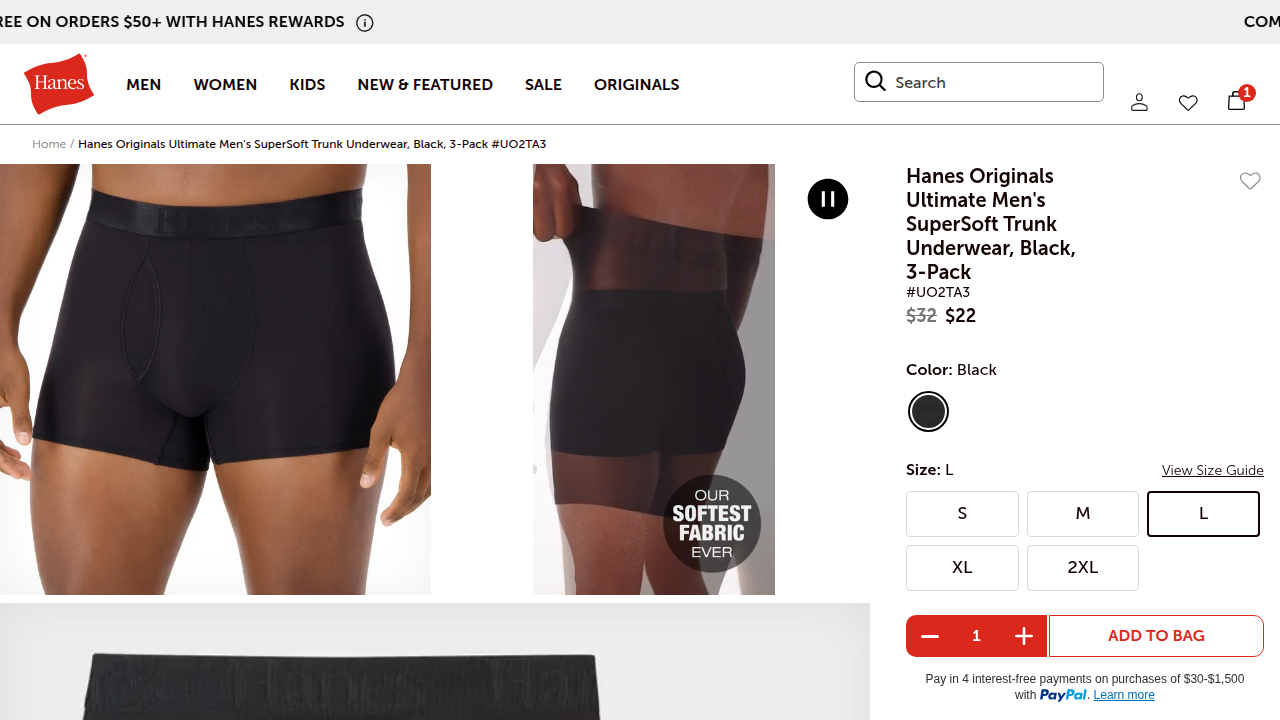 REE ON ORDERS $50+ WITH HANES REWARDS
COM
Hanes
MEN
WOMEN
KIDS
NEW & FEATURED
SALE
ORIGINALS
Search
1
Home / Hanes Originals Ultimate Men's SuperSoft Trunk Underwear, Black, 3-Pack #UO2TA3
OUR
SOFTEST
FABRIC
EVER
Hanes Originals
Ultimate Men's
SuperSoft Trunk
Underwear, Black,
3-Pack
#UO2TA3
$32 $22
Color: Black
Size: L
View Size Guide
S
M
L
XL
2XL
1
ADD TO BAG
Pay in 4 interest-free payments on purchases of $30-$1,500
with PayPal. Learn more
Hanes